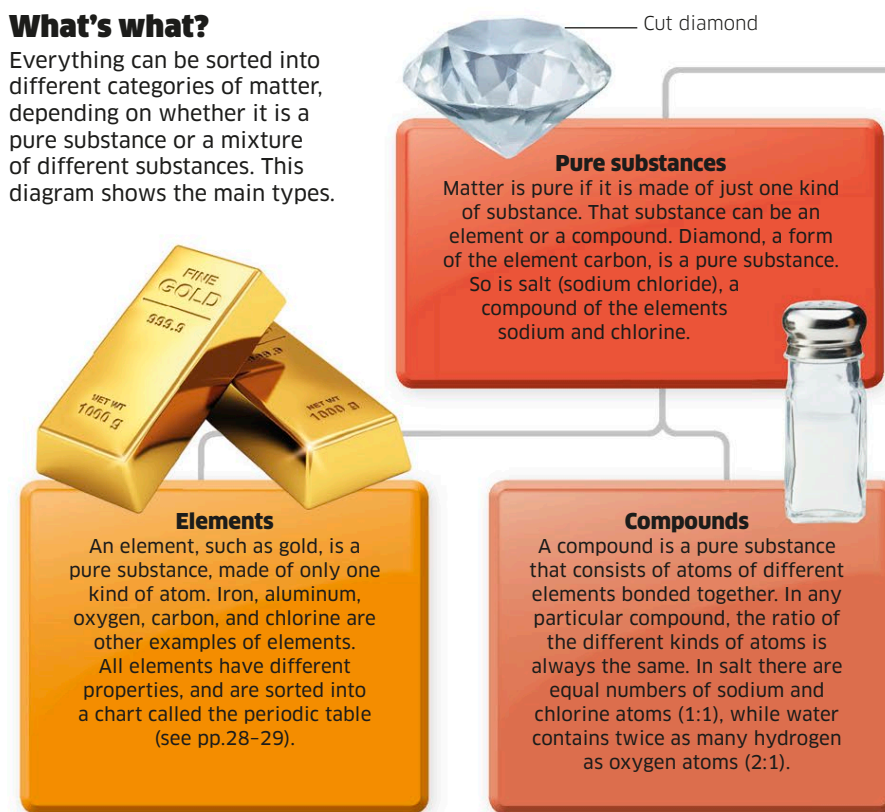 What's what?
Everything can be sorted into
different categories of matter,
depending on whether it is a
pure substance or a mixture
of different substances. This
diagram shows the main types.
Cut diamond
Pure substances
Matter is pure if it is made of just one kind
of substance. That substance can be an
element or a compound. Diamond, a form
of the element carbon, is a pure substance.
So is salt (sodium chloride), a
compound of the elements
sodium and chlorine.
FINE
GOLD
999.9
NET WT
1000 g
999.9
NET WT
1000 g
Elements
An element, such as gold, is a
pure substance, made of only one
kind of atom. Iron, aluminum,
oxygen, carbon, and chlorine are
other examples of elements.
All elements have different
properties, and are sorted into
a chart called the periodic table
(see pp.28–29).
Compounds
A compound is a pure substance
that consists of atoms of different
elements bonded together. In any
particular compound, the ratio of
the different kinds of atoms is
always the same. In salt there are
equal numbers of sodium and
chlorine atoms (1:1), while water
contains twice as many hydrogen
as oxygen atoms (2:1).